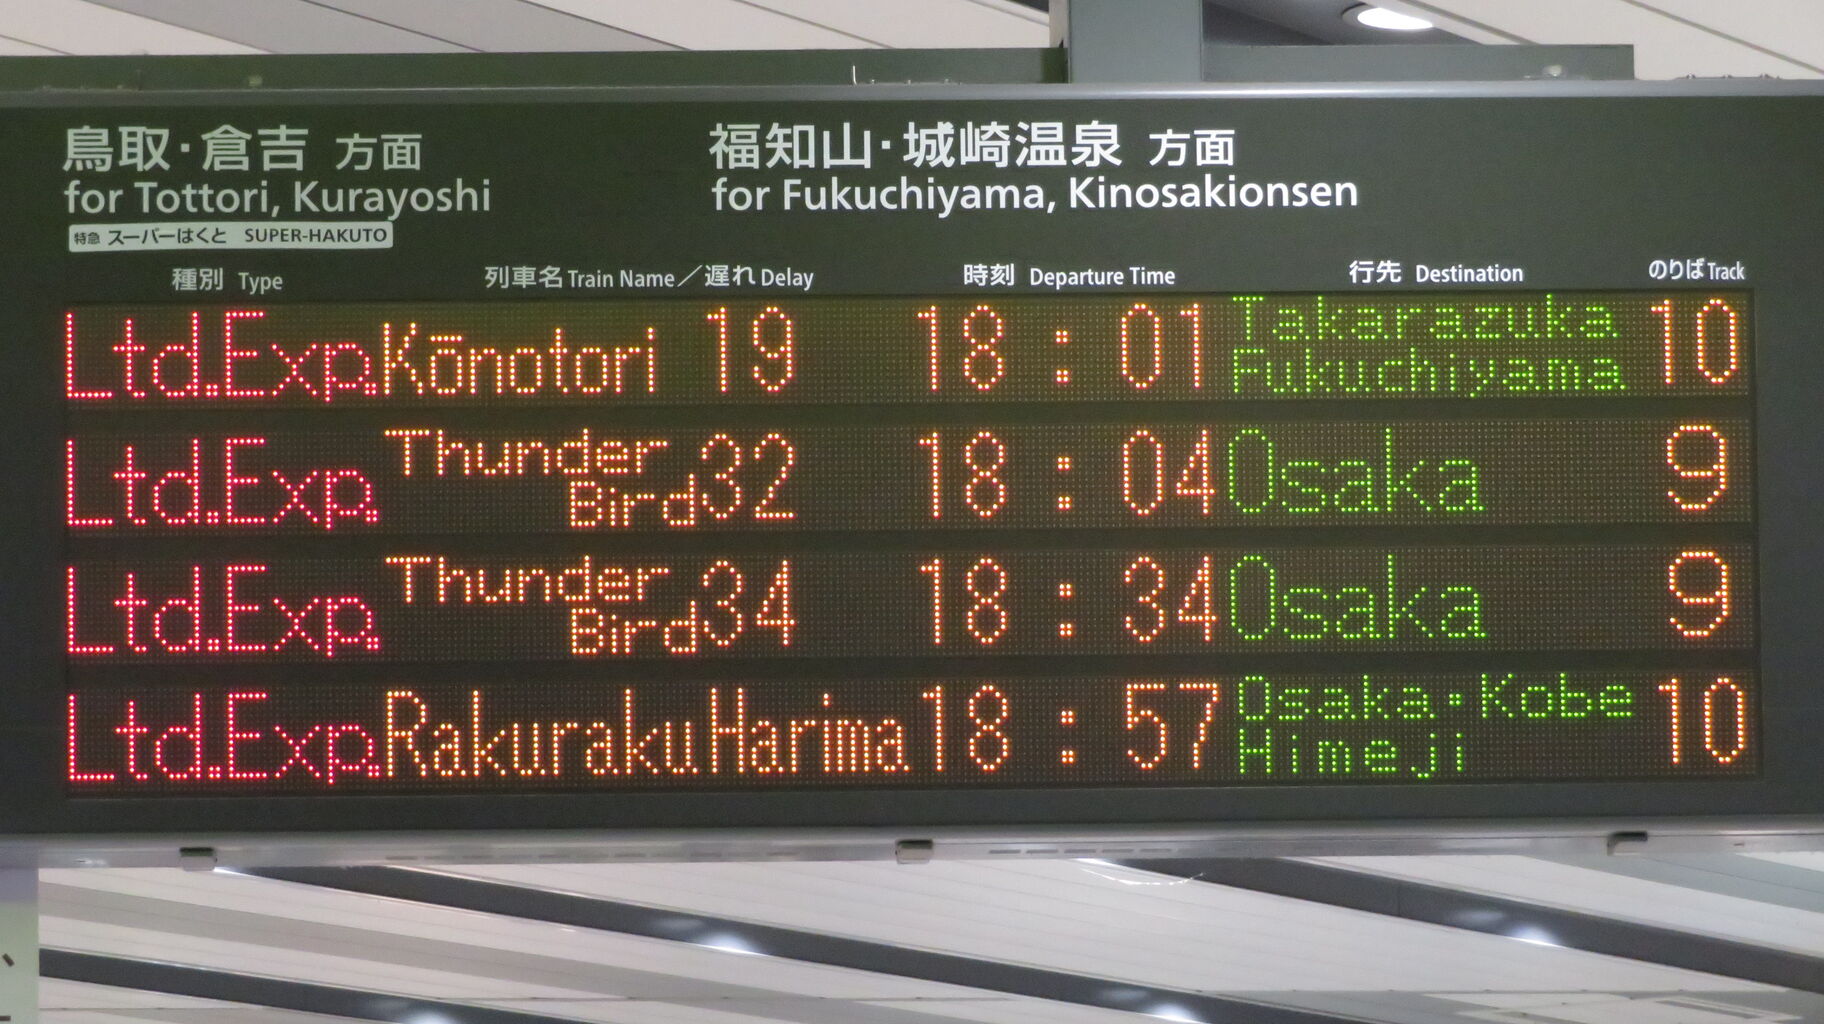 鳥取・倉吉 方面
for Tottori, Kurayoshi
特急 スーパーはくと SUPER-HAKUTO
福知山・城崎温泉 方面
for Fukuchiyama, Kinosakionsen
種別 Type 列車名 Train Name／遅れ Delay 時刻 Departure Time 行先 Destination のりば Track
Ltd.Exp. Kōnotori 19 18:01 Takarazuka Fukuchiyama 10
Ltd.Exp. Thunder Bird 32 18:04 Osaka 9
Ltd.Exp. Thunder Bird 34 18:34 Osaka 9
Ltd.Exp. RakurakuHarima 18:57 Osaka・Kobe Himeji 10